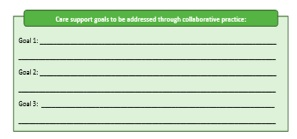 Care support goals to be addressed through collaborative practice:
Goal 1:
Goal 2:
Goal 3: